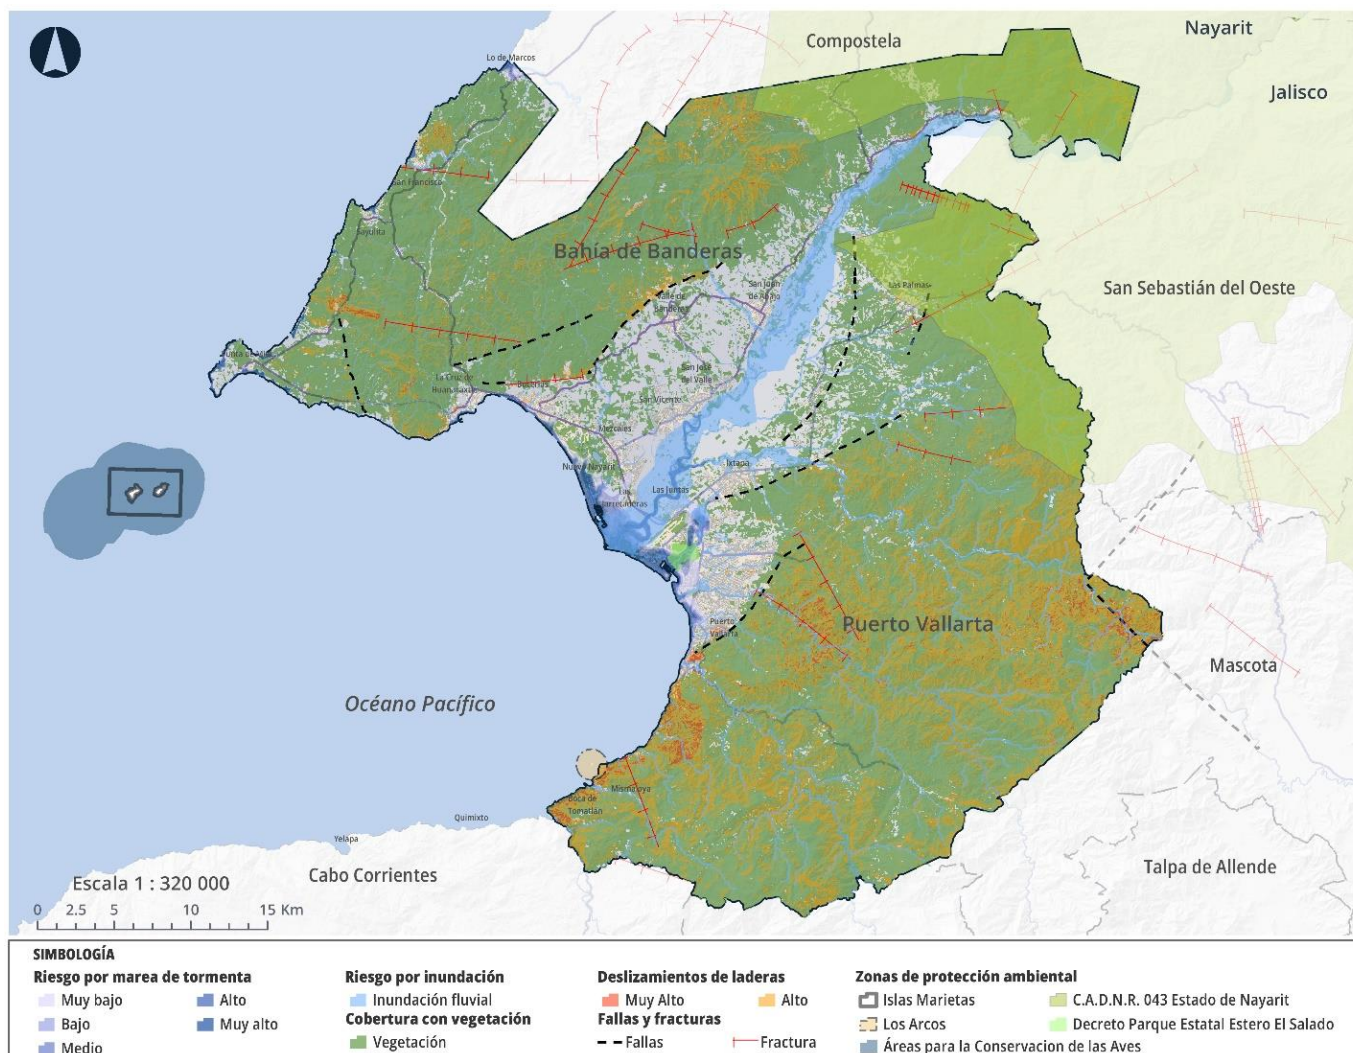 Nayarit
Compostela
Lo de Marcos
Jalisco
San Francisco
Sayulita
Bahía de Banderas
San Juan
de Abajo
Las Palmas
San Sebastián del Oeste
Valle de
Banderas
Punta de Mita
La Cruz de
Huanacaxtle
Bucerías
San José
del Valle
San Vicente
Mezcales
Nuevo Nayarit
Ixtapa
Las Juntas
Jarretaderas
Puerto
Vallarta
Puerto Vallarta
Mascota
Océano Pacífico
Mismaloya
Boca de
Tomatlán
Quimixto
Yelapa
Cabo Corrientes
Talpa de Allende
Escala 1 : 320 000
0 2.5 5 10 15 Km
SIMBOLOGÍA
Riesgo por marea de tormenta
Muy bajo
Bajo
Medio
Alto
Muy alto
Riesgo por inundación
Inundación fluvial
Cobertura con vegetación
Vegetación
Deslizamientos de laderas
Muy Alto
Alto
Fallas y fracturas
Fallas
Fractura
Zonas de protección ambiental
Islas Marietas
Los Arcos
Áreas para la Conservacion de las Aves
C.A.D.N.R. 043 Estado de Nayarit
Decreto Parque Estatal Estero El Salado